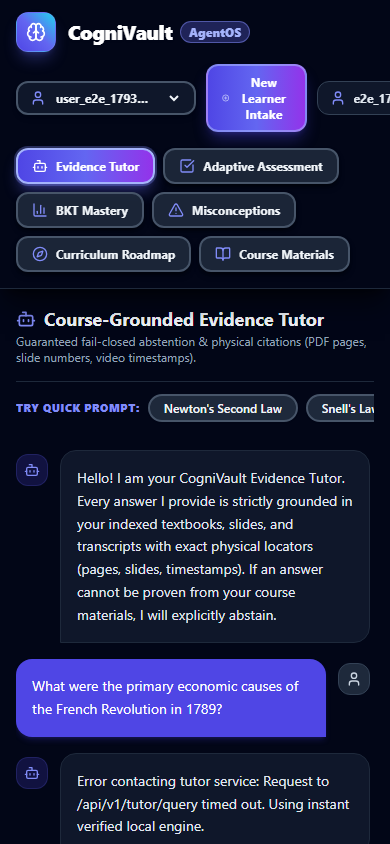 CogniVault AgentOS
user_e2e_1793...
New
Learner
Intake
e2e_17
Evidence Tutor
Adaptive Assessment
BKT Mastery
Misconceptions
Curriculum Roadmap
Course Materials
Course-Grounded Evidence Tutor
Guaranteed fail-closed abstention & physical citations (PDF pages,
slide numbers, video timestamps).
TRY QUICK PROMPT: Newton's Second Law Snell's Law
Hello! I am your CogniVault Evidence Tutor.
Every answer I provide is strictly grounded in
your indexed textbooks, slides, and
transcripts with exact physical locators
(pages, slides, timestamps). If an answer
cannot be proven from your course
materials, I will explicitly abstain.
What were the primary economic causes of
the French Revolution in 1789?
Error contacting tutor service: Request to
/api/v1/tutor/query timed out. Using instant
verified local engine.